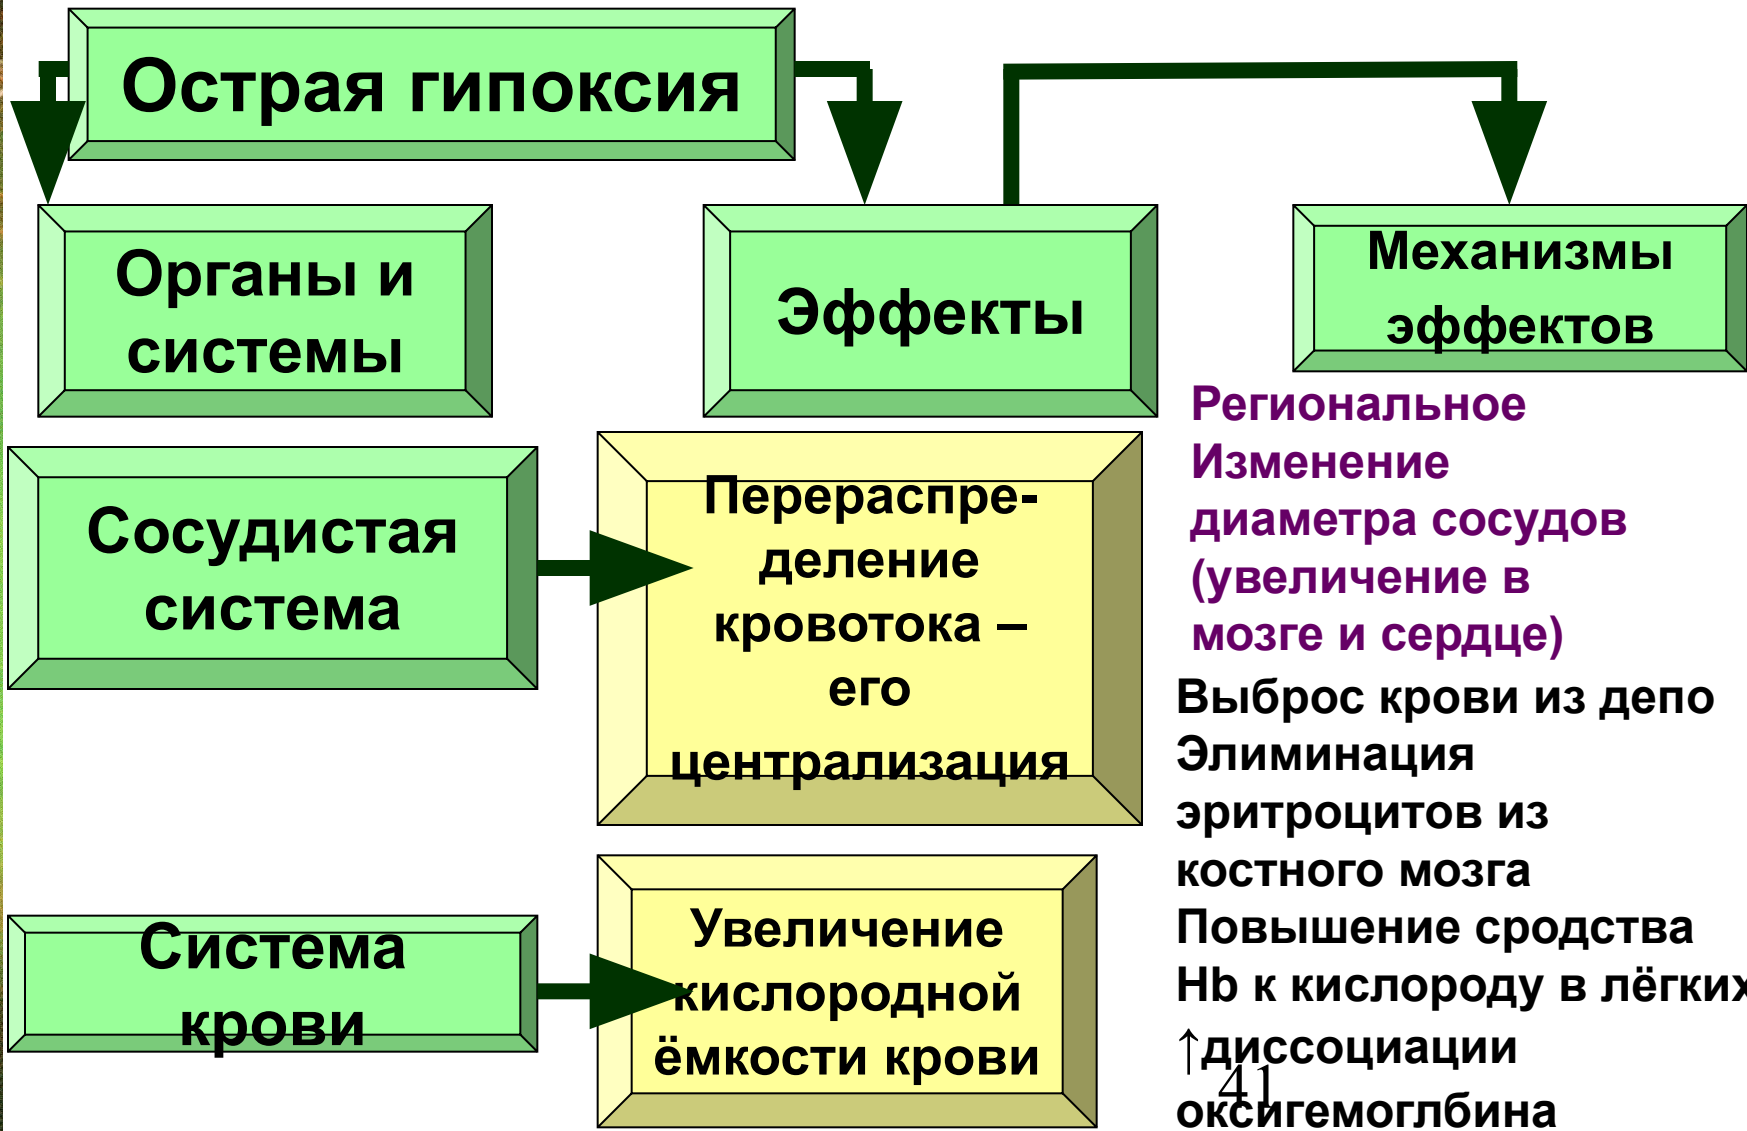 Острая гипоксия
Органы и
системы
Эффекты
Механизмы
эффектов
Сосудистая
система
Перераспре-
деление
кровотока –
его
централизация
Региональное
Изменение
диаметра сосудов
(увеличение в
мозге и сердце)
Система
крови
Увеличение
кислородной
ёмкости крови
Выброс крови из депо
Элиминация
эритроцитов из
костного мозга
Повышение сродства
Hb к кислороду в лёгких
↑диссоциации
оксигемоглбина
41